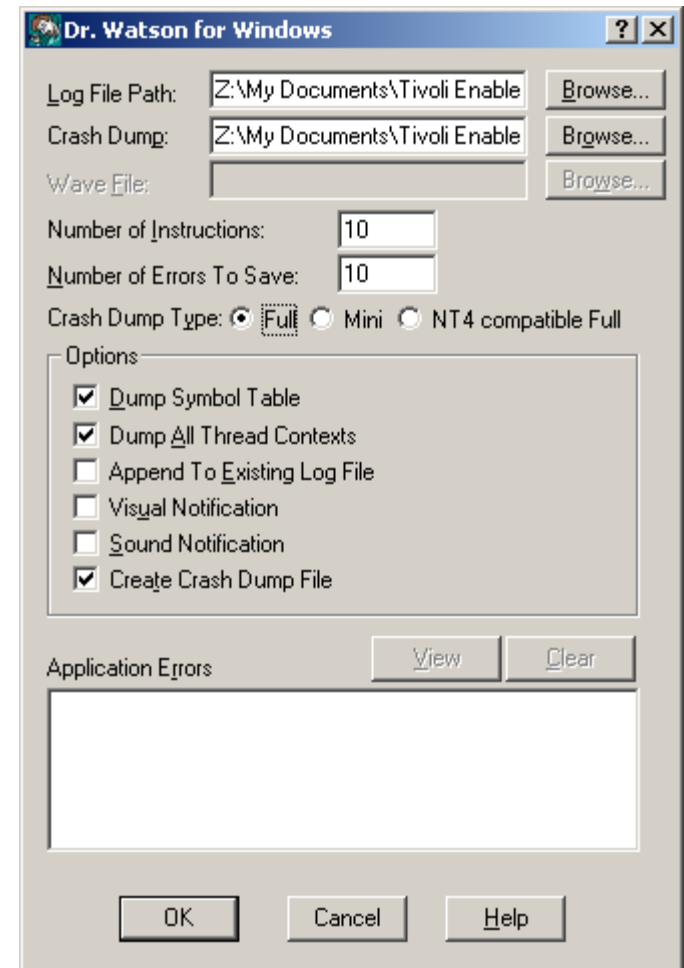 Dr. Watson for Windows
Log File Path: Z:\My Documents\Tivoli Enable Browse...
Crash Dump: Z:\My Documents\Tivoli Enable Browse...
Wave File: Browse...
Number of Instructions: 10
Number of Errors To Save: 10
Crash Dump Type: Full Mini NT4 compatible Full
Options
Dump Symbol Table
Dump All Thread Contexts
Append To Existing Log File
Visual Notification
Sound Notification
Create Crash Dump File
Application Errors View Clear
OK Cancel Help